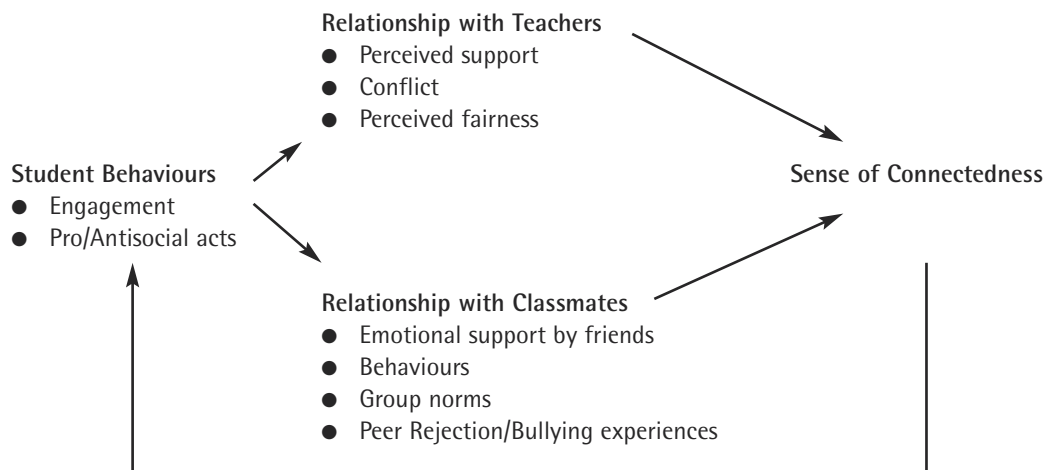 Relationship with Teachers
● Perceived support
● Conflict
● Perceived fairness
Student Behaviours
● Engagement
● Pro/Antisocial acts
Sense of Connectedness
Relationship with Classmates
● Emotional support by friends
● Behaviours
● Group norms
● Peer Rejection/Bullying experiences